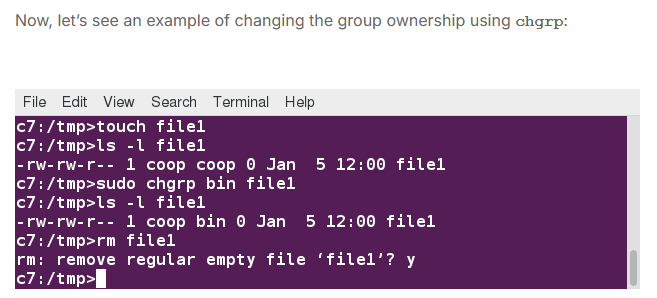 Now, let’s see an example of changing the group ownership using chgrp:
File Edit View Search Terminal Help
c7:/tmp>touch file1
c7:/tmp>ls -l file1
-rw-rw-r-- 1 coop coop 0 Jan  5 12:00 file1
c7:/tmp>sudo chgrp bin file1
c7:/tmp>ls -l file1
-rw-rw-r-- 1 coop bin 0 Jan  5 12:00 file1
c7:/tmp>rm file1
rm: remove regular empty file ‘file1’? y
c7:/tmp>